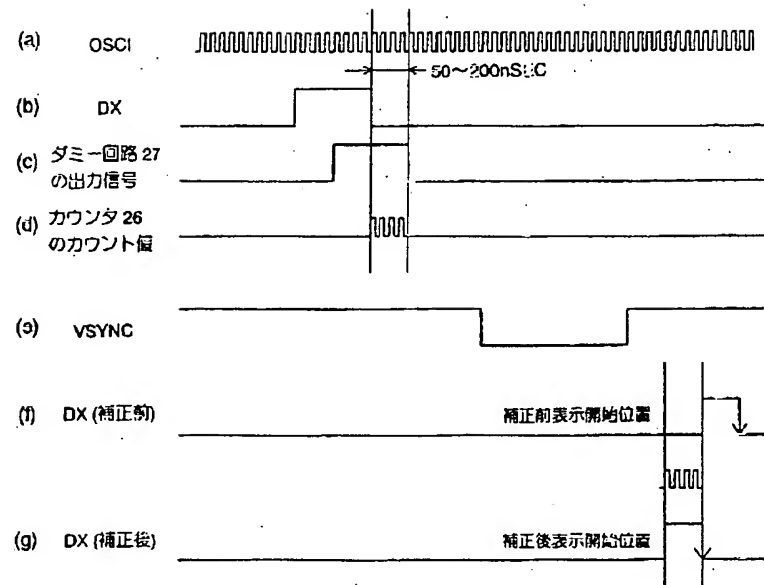 (a) OSCI
50～200nSEC
(b) DX
(c) ダミー回路 27
の出力信号
(d) カウンタ 26
のカウント値
(e) VSYNC
(f) DX (補正前) 補正前表示開始位置
(g) DX (補正後) 補正後表示開始位置